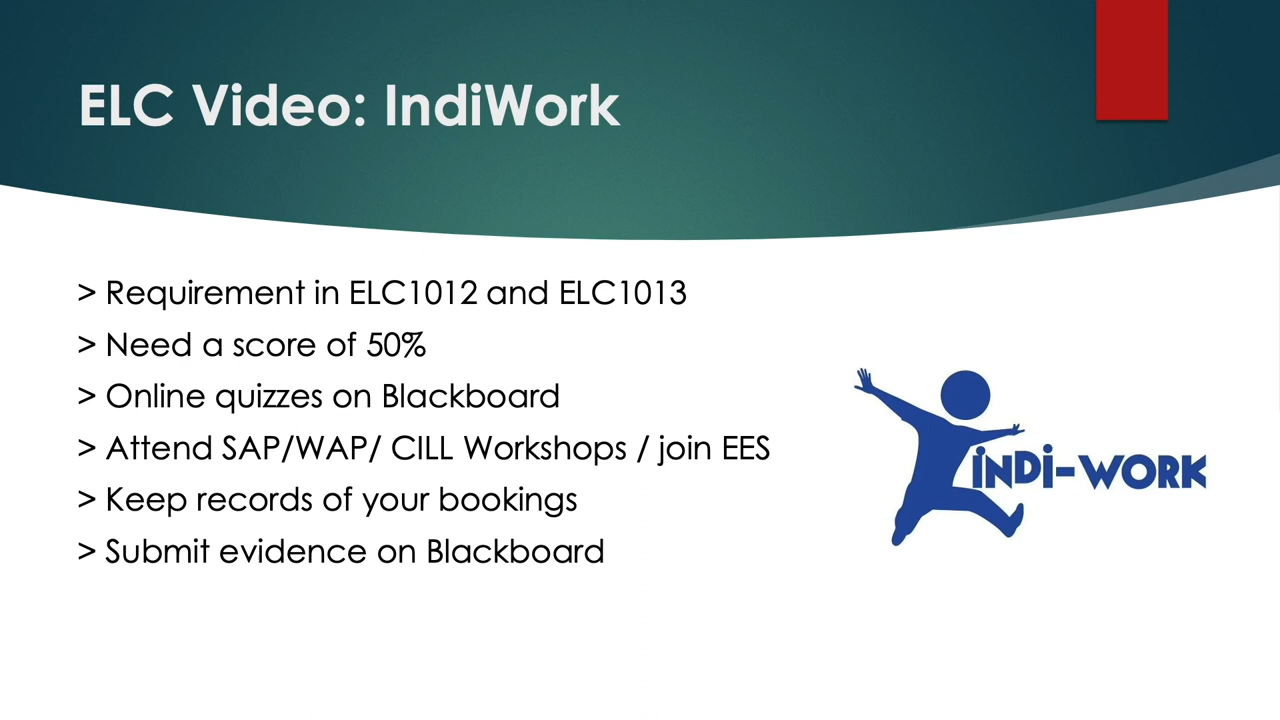 ELC Video: IndiWork
> Requirement in ELC1012 and ELC1013
> Need a score of 50%
> Online quizzes on Blackboard
> Attend SAP/WAP/ CILL Workshops / join EES
> Keep records of your bookings
> Submit evidence on Blackboard
iNDi-WORK